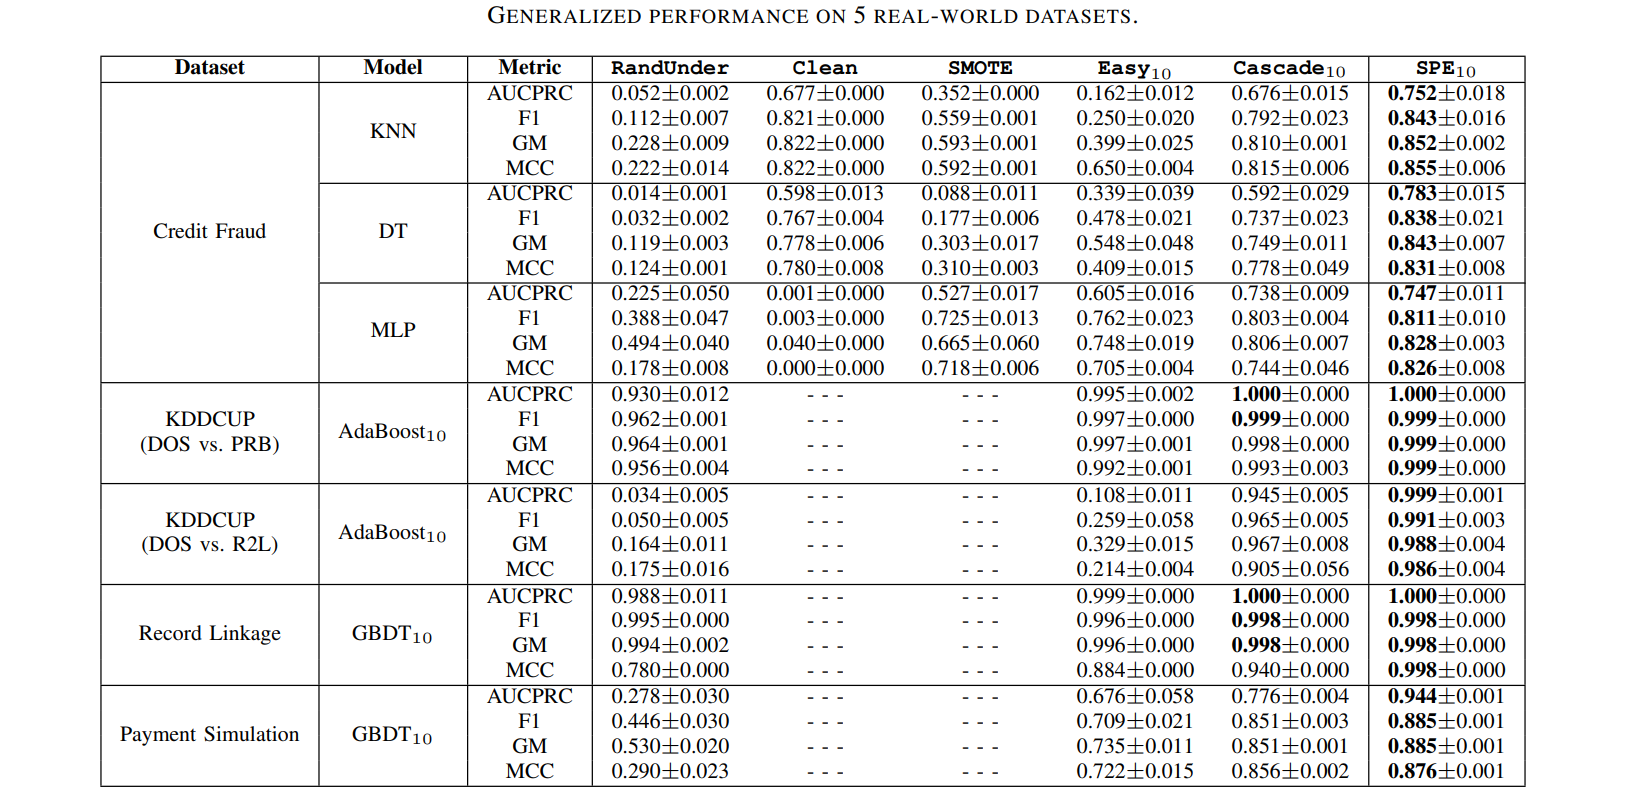 GENERALIZED PERFORMANCE ON 5 REAL-WORLD DATASETS.
Dataset Model Metric RandUnder Clean SMOTE Easy10 Cascade10 SPE10
AUCPRC 0.052±0.002 0.677±0.000 0.352±0.000 0.162±0.012 0.676±0.015 0.752±0.018
F1 0.112±0.007 0.821±0.000 0.559±0.001 0.250±0.020 0.792±0.023 0.843±0.016
KNN
GM 0.228±0.009 0.822±0.000 0.593±0.001 0.399±0.025 0.810±0.001 0.852±0.002
MCC 0.222±0.014 0.822±0.000 0.592±0.001 0.650±0.004 0.815±0.006 0.855±0.006
AUCPRC 0.014±0.001 0.598±0.013 0.088±0.011 0.339±0.039 0.592±0.029 0.783±0.015
F1 0.032±0.002 0.767±0.004 0.177±0.006 0.478±0.021 0.737±0.023 0.838±0.021
Credit Fraud DT
GM 0.119±0.003 0.778±0.006 0.303±0.017 0.548±0.048 0.749±0.011 0.843±0.007
MCC 0.124±0.001 0.780±0.008 0.310±0.003 0.409±0.015 0.778±0.049 0.831±0.008
AUCPRC 0.225±0.050 0.001±0.000 0.527±0.017 0.605±0.016 0.738±0.009 0.747±0.011
F1 0.388±0.047 0.003±0.000 0.725±0.013 0.762±0.023 0.803±0.004 0.811±0.010
MLP
GM 0.494±0.040 0.040±0.000 0.665±0.060 0.748±0.019 0.806±0.007 0.828±0.003
MCC 0.178±0.008 0.000±0.000 0.718±0.006 0.705±0.004 0.744±0.046 0.826±0.008
AUCPRC 0.930±0.012 - - - - - - 0.995±0.002 1.000±0.000 1.000±0.000
KDDCUP F1 0.962±0.001 - - - - - - 0.997±0.000 0.999±0.000 0.999±0.000
AdaBoost10
(DOS vs. PRB) GM 0.964±0.001 - - - - - - 0.997±0.001 0.998±0.000 0.999±0.000
MCC 0.956±0.004 - - - - - - 0.992±0.001 0.993±0.003 0.999±0.000
AUCPRC 0.034±0.005 - - - - - - 0.108±0.011 0.945±0.005 0.999±0.001
KDDCUP F1 0.050±0.005 - - - - - - 0.259±0.058 0.965±0.005 0.991±0.003
AdaBoost10
(DOS vs. R2L) GM 0.164±0.011 - - - - - - 0.329±0.015 0.967±0.008 0.988±0.004
MCC 0.175±0.016 - - - - - - 0.214±0.004 0.905±0.056 0.986±0.004
AUCPRC 0.988±0.011 - - - - - - 0.999±0.000 1.000±0.000 1.000±0.000
F1 0.995±0.000 - - - - - - 0.996±0.000 0.998±0.000 0.998±0.000
Record Linkage GBDT10
GM 0.994±0.002 - - - - - - 0.996±0.000 0.998±0.000 0.998±0.000
MCC 0.780±0.000 - - - - - - 0.884±0.000 0.940±0.000 0.998±0.000
AUCPRC 0.278±0.030 - - - - - - 0.676±0.058 0.776±0.004 0.944±0.001
F1 0.446±0.030 - - - - - - 0.709±0.021 0.851±0.003 0.885±0.001
Payment Simulation GBDT10
GM 0.530±0.020 - - - - - - 0.735±0.011 0.851±0.001 0.885±0.001
MCC 0.290±0.023 - - - - - - 0.722±0.015 0.856±0.002 0.876±0.001